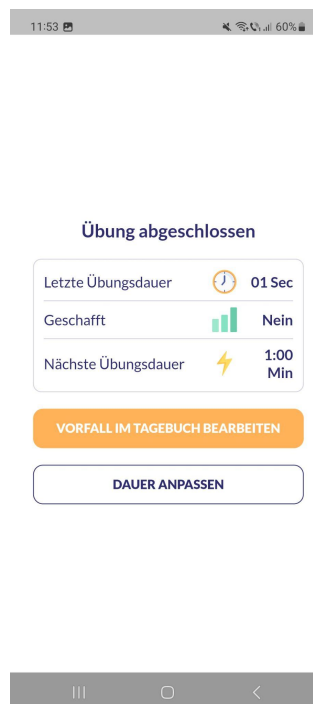 11:53 60%
Übung abgeschlossen
Letzte Übungsdauer 01 Sec
Geschafft Nein
Nächste Übungsdauer 1:00
Min
VORFALL IM TAGEBUCH BEARBEITEN
DAUER ANPASSEN